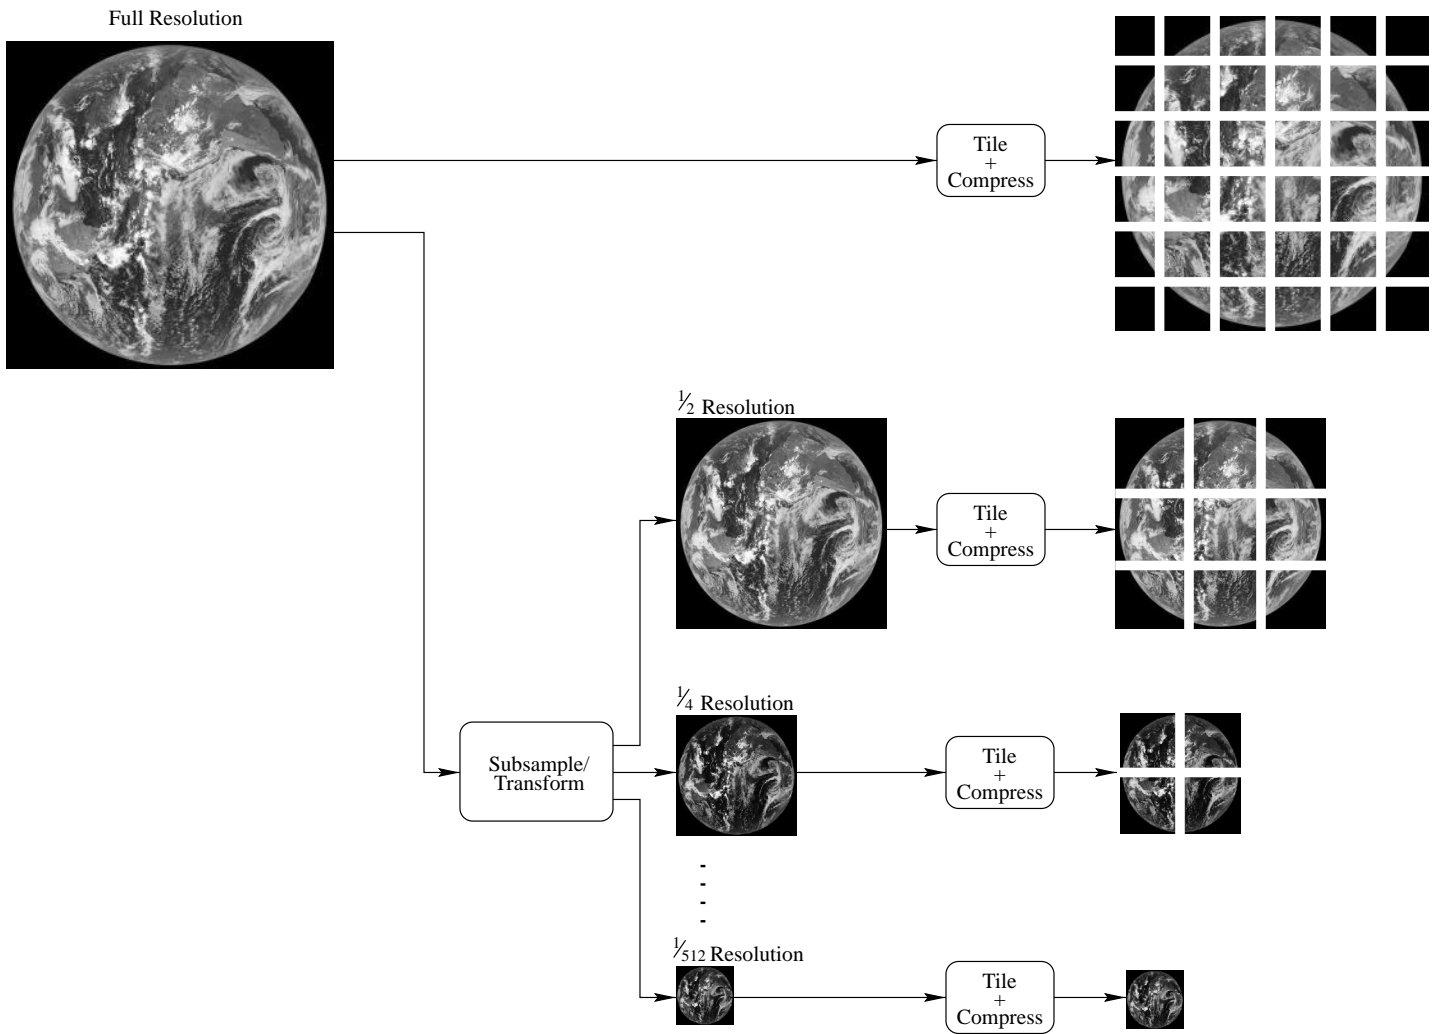 Full Resolution
Tile
+
Compress
1/2 Resolution
Tile
+
Compress
1/4 Resolution
Subsample/
Transform
Tile
+
Compress
1/512 Resolution
Tile
+
Compress